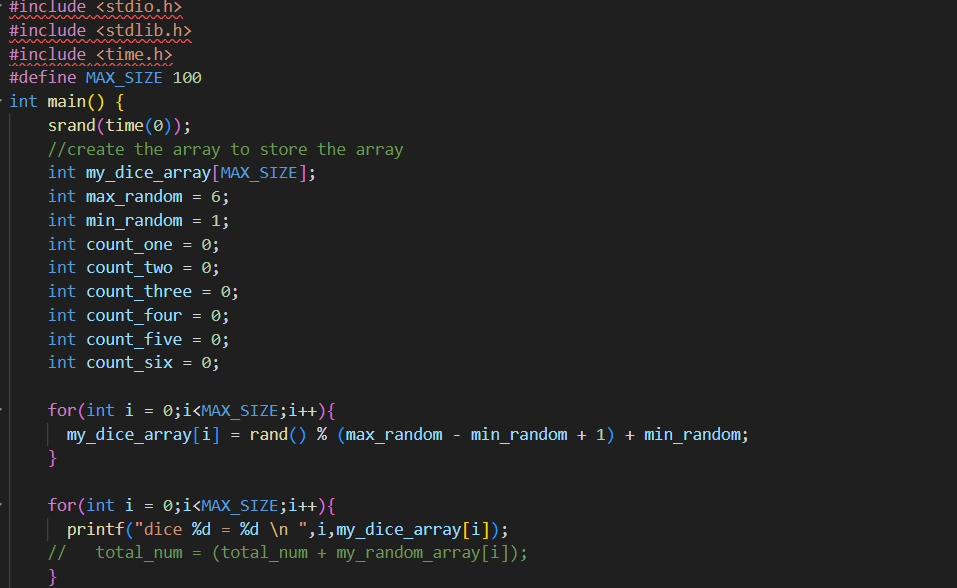 #include <stdio.h>
#include <stdlib.h>
#include <time.h>
#define MAX_SIZE 100
int main() {
    srand(time(0));
    //create the array to store the array
    int my_dice_array[MAX_SIZE];
    int max_random = 6;
    int min_random = 1;
    int count_one = 0;
    int count_two = 0;
    int count_three = 0;
    int count_four = 0;
    int count_five = 0;
    int count_six = 0;

    for(int i = 0;i<MAX_SIZE;i++){
      my_dice_array[i] = rand() % (max_random - min_random + 1) + min_random;
    }

    for(int i = 0;i<MAX_SIZE;i++){
      printf("dice %d = %d \n ",i,my_dice_array[i]);
    //   total_num = (total_num + my_random_array[i]);
    }